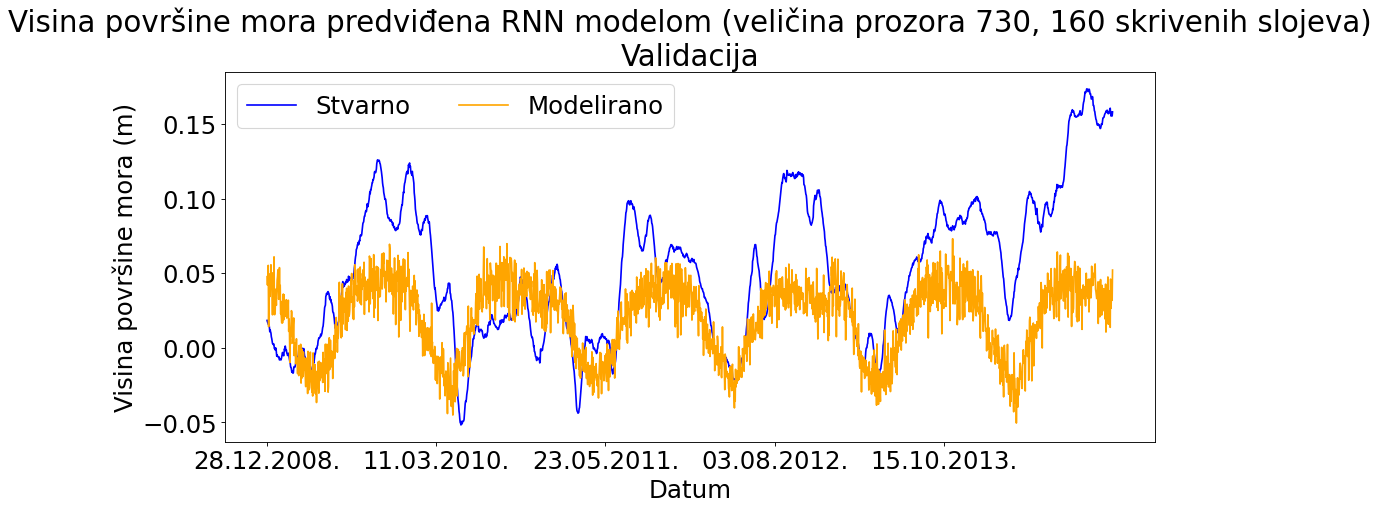 Visina površine mora predviđena RNN modelom (veličina prozora 730, 160 skrivenih slojeva)
Validacija
Stvarno
Modelirano
Visina površine mora (m)
0.15
0.10
0.05
0.00
−0.05
28.12.2008.
11.03.2010.
23.05.2011.
03.08.2012.
15.10.2013.
Datum